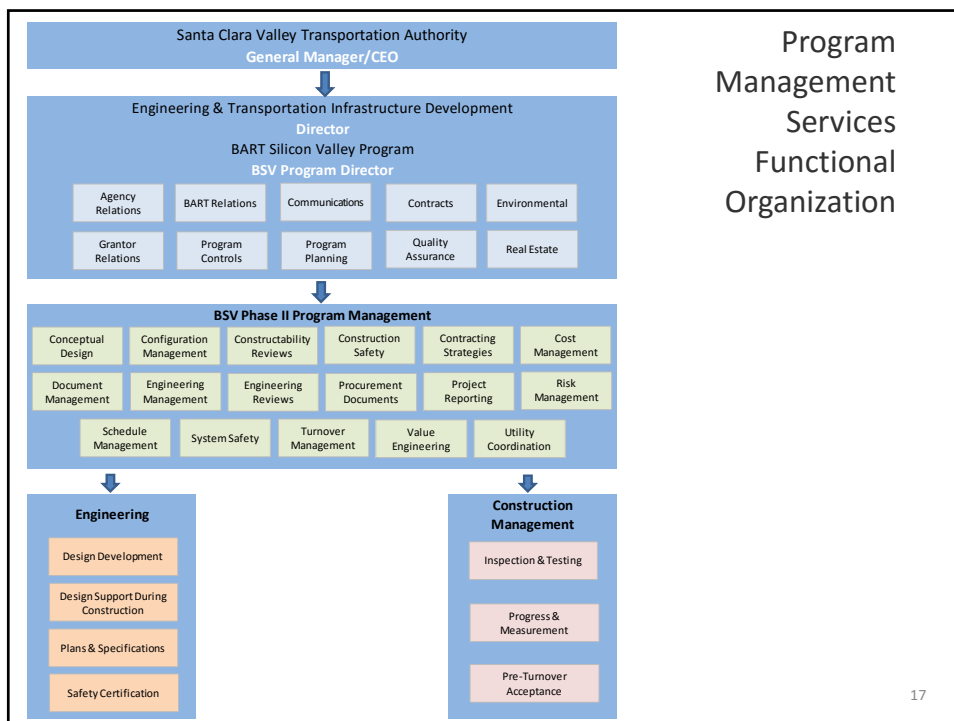 Santa Clara Valley Transportation Authority
General Manager/CEO
Program
Management
Services
Functional
Organization
Engineering & Transportation Infrastructure Development
Director
BART Silicon Valley Program
BSV Program Director
Agency
Relations
BART Relations
Communications
Contracts
Environmental
Grantor
Relations
Program
Controls
Program
Planning
Quality
Assurance
Real Estate
BSV Phase II Program Management
Conceptual
Design
Configuration
Management
Constructability
Reviews
Construction
Safety
Contracting
Strategies
Cost
Management
Document
Management
Engineering
Management
Engineering
Reviews
Procurement
Documents
Project
Reporting
Risk
Management
Schedule
Management
System Safety
Turnover
Management
Value
Engineering
Utility
Coordination
Engineering
Design Development
Design Support During
Construction
Plans & Specifications
Safety Certification
Construction
Management
Inspection & Testing
Progress &
Measurement
Pre-Turnover
Acceptance
17